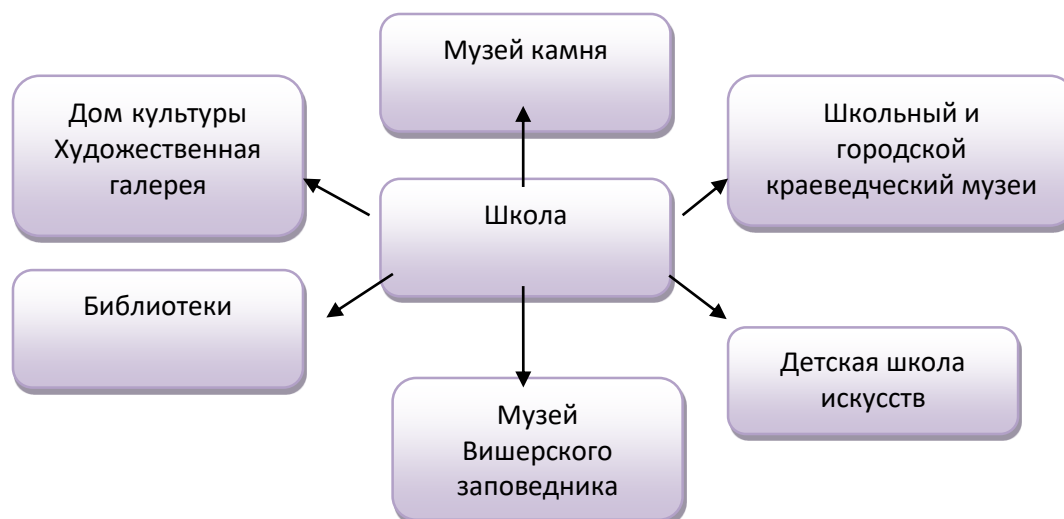 Музей камня
Дом культуры
Художественная
галерея
Школьный и
городской
краеведческий музеи
Школа
Библиотеки
Детская школа
искусств
Музей
Вишерского
заповедника